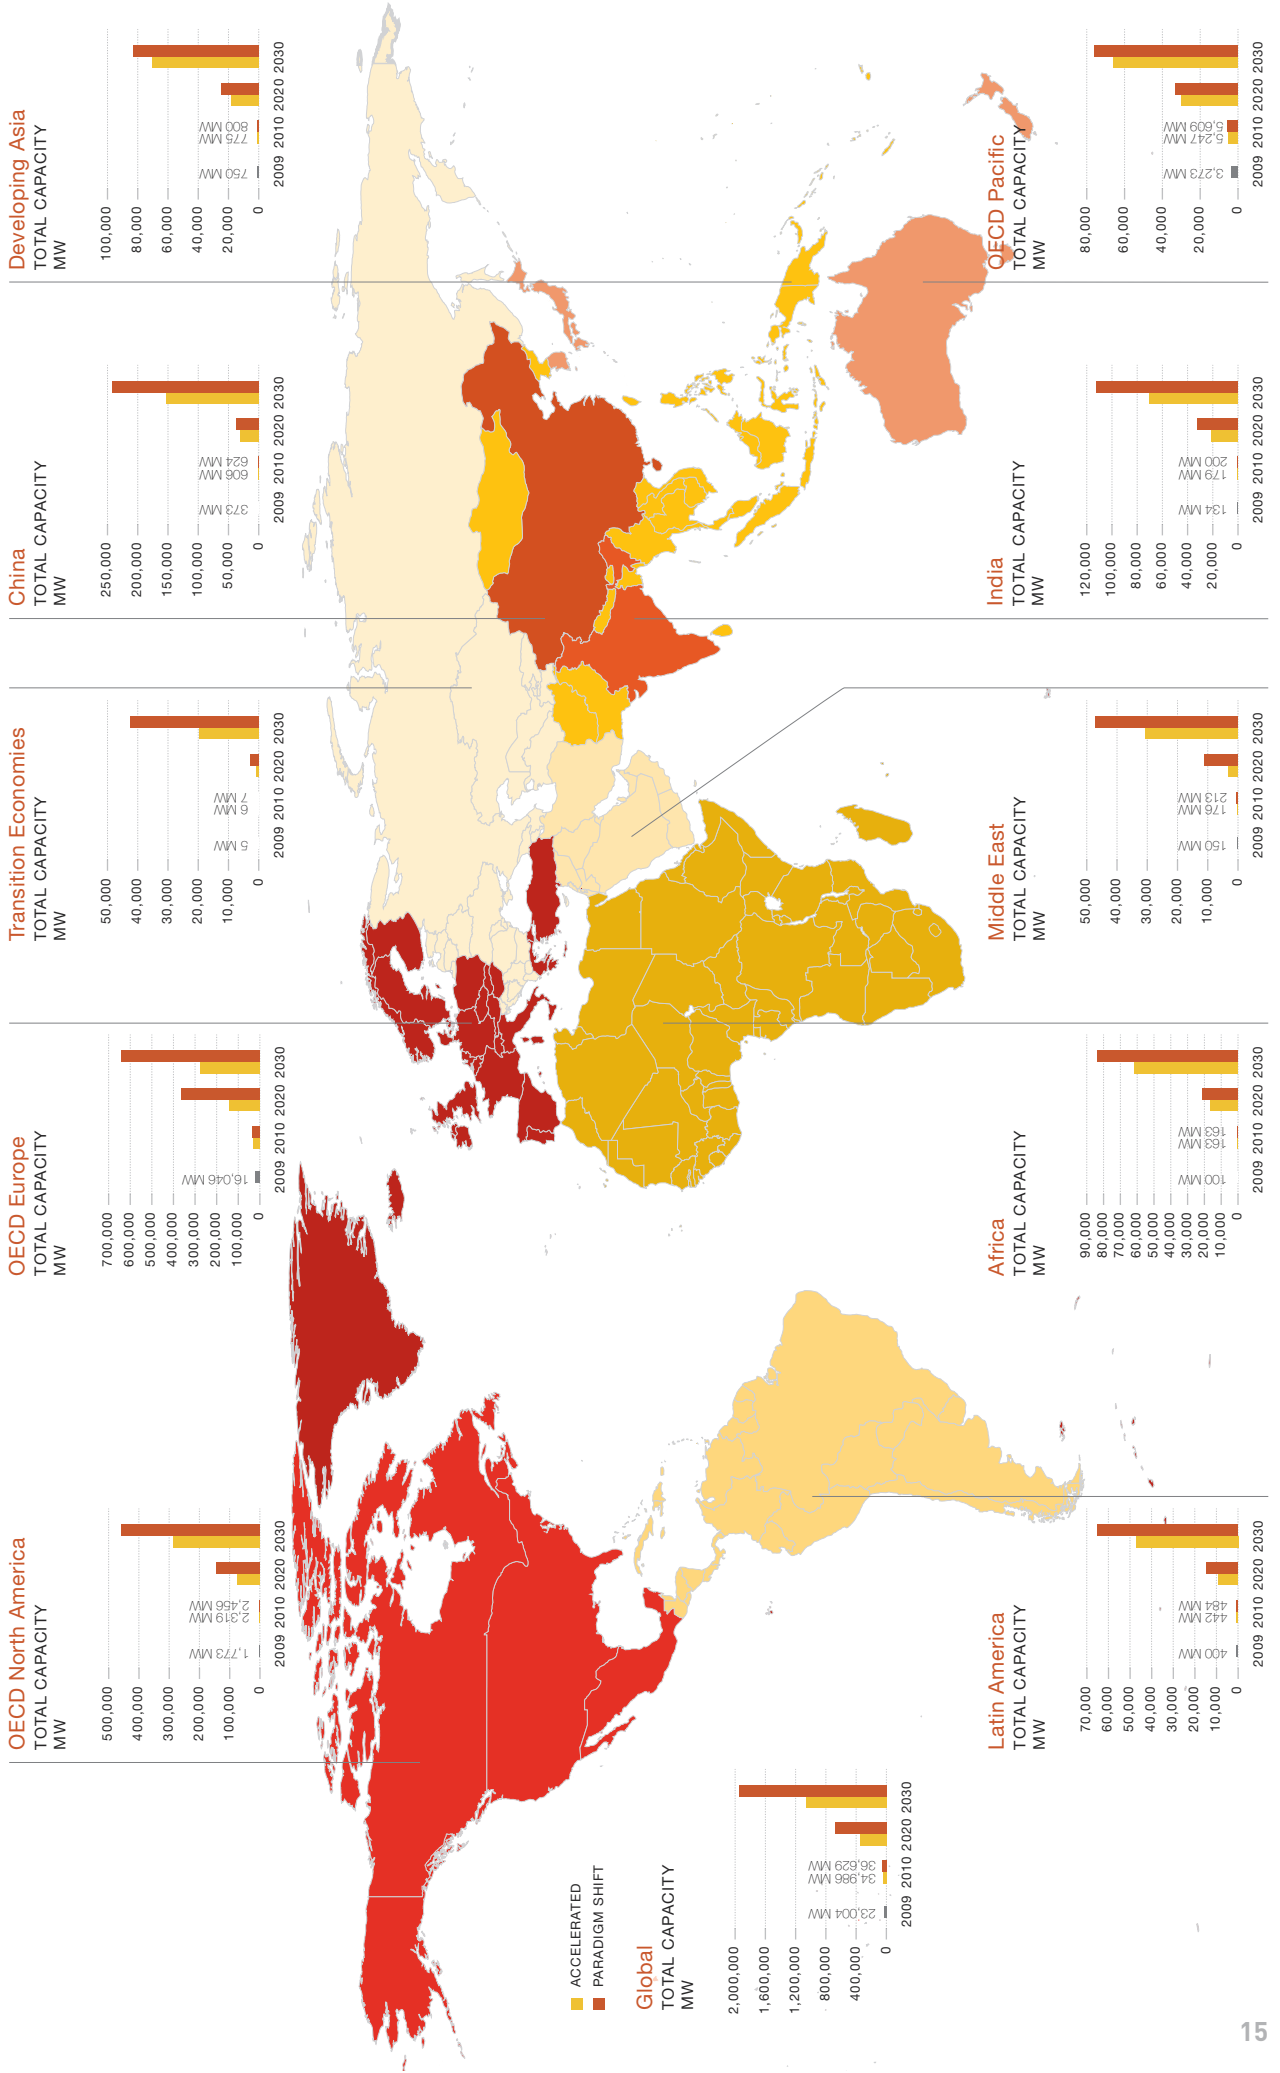 OECD North America
TOTAL CAPACITY
MW
500,000
400,000
300,000
200,000
100,000
0
1,773 MW
2,319 MW
2,456 MW
2009 2010 2020 2030
OECD Europe
TOTAL CAPACITY
MW
700,000
600,000
500,000
400,000
300,000
200,000
100,000
0
16,046 MW
2009 2010 2020 2030
Transition Economies
TOTAL CAPACITY
MW
50,000
40,000
30,000
20,000
10,000
0
5 MW
6 MW
7 MW
2009 2010 2020 2030
China
TOTAL CAPACITY
MW
250,000
200,000
150,000
100,000
50,000
0
373 MW
606 MW
624 MW
2009 2010 2020 2030
Developing Asia
TOTAL CAPACITY
MW
100,000
80,000
60,000
40,000
20,000
0
750 MW
775 MW
800 MW
2009 2010 2020 2030
ACCELERATED
PARADIGM SHIFT
Global
TOTAL CAPACITY
MW
2,000,000
1,600,000
1,200,000
800,000
400,000
0
23,004 MW
34,986 MW
36,629 MW
2009 2010 2020 2030
Latin America
TOTAL CAPACITY
MW
70,000
60,000
50,000
40,000
30,000
20,000
10,000
0
400 MW
442 MW
484 MW
2009 2010 2020 2030
Africa
TOTAL CAPACITY
MW
90,000
80,000
70,000
60,000
50,000
40,000
30,000
20,000
10,000
0
100 MW
163 MW
163 MW
2009 2010 2020 2030
Middle East
TOTAL CAPACITY
MW
50,000
40,000
30,000
20,000
10,000
0
150 MW
176 MW
213 MW
2009 2010 2020 2030
India
TOTAL CAPACITY
MW
120,000
100,000
80,000
60,000
40,000
20,000
0
134 MW
179 MW
200 MW
2009 2010 2020 2030
OECD Pacific
TOTAL CAPACITY
MW
80,000
60,000
40,000
20,000
0
3,273 MW
5,247 MW
5,609 MW
2009 2010 2020 2030
15